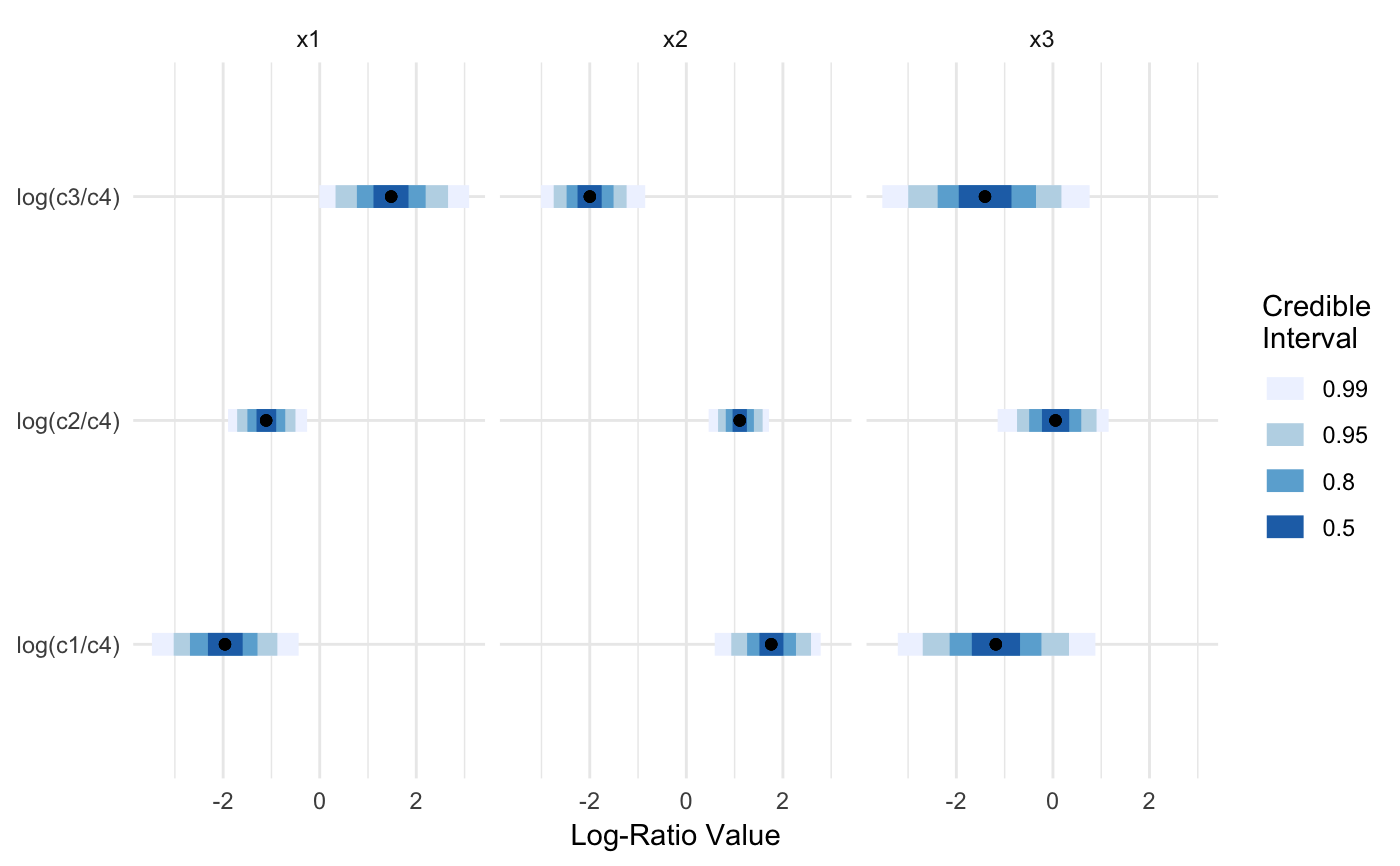 x1 x2 x3
log(c3/c4)
log(c2/c4)
log(c1/c4)
-2 0 2 -2 0 2 -2 0 2
Log-Ratio Value
Credible
Interval
0.99
0.95
0.8
0.5